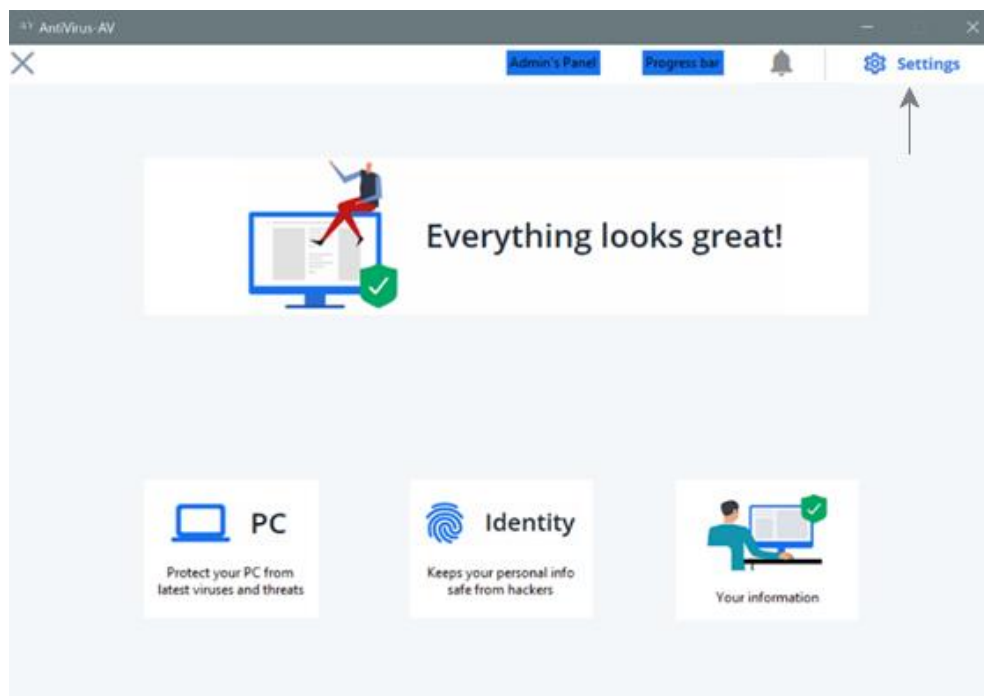 AV AntiVirus-AV
Admin's Panel
Progress bar
Settings
Everything looks great!
PC
Protect your PC from
latest viruses and threats
Identity
Keeps your personal info
safe from hackers
Your information